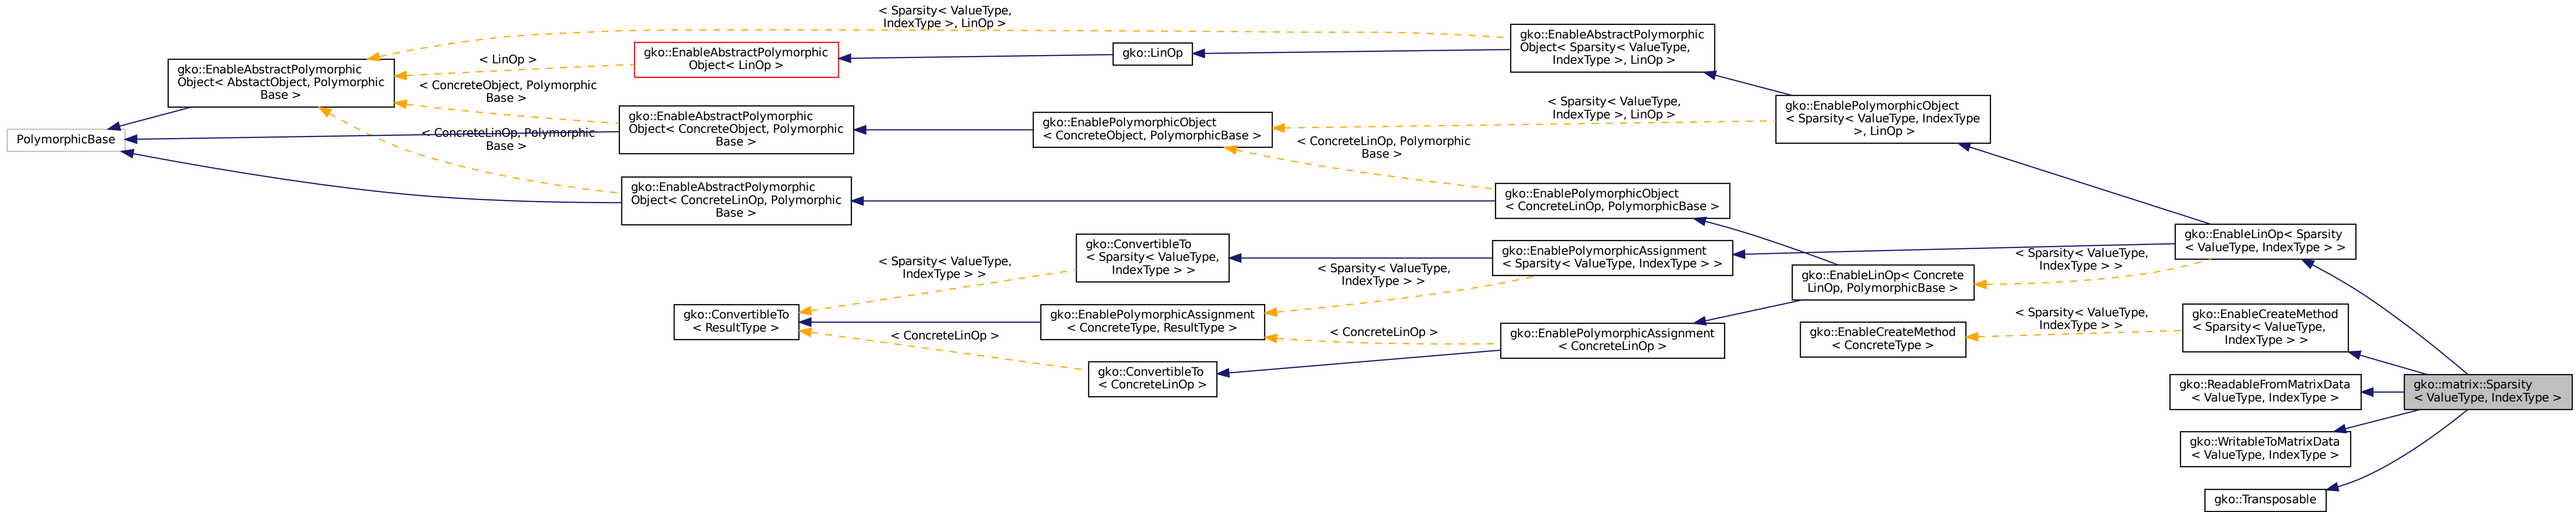 PolymorphicBase
gko::EnableAbstractPolymorphic
Object< AbstactObject, Polymorphic
Base >
< Sparsity< ValueType,
IndexType >, LinOp >
< LinOp >
< ConcreteObject, Polymorphic
Base >
< ConcreteLinOp, Polymorphic
Base >
gko::EnableAbstractPolymorphic
Object< LinOp >
gko::EnableAbstractPolymorphic
Object< ConcreteObject, Polymorphic
Base >
gko::EnableAbstractPolymorphic
Object< ConcreteLinOp, Polymorphic
Base >
gko::ConvertibleTo
< ResultType >
< Sparsity< ValueType,
IndexType > >
< ConcreteLinOp >
gko::LinOp
gko::EnablePolymorphicObject
< ConcreteObject, PolymorphicBase >
gko::ConvertibleTo
< Sparsity< ValueType,
IndexType > >
gko::EnablePolymorphicAssignment
< ConcreteType, ResultType >
gko::ConvertibleTo
< ConcreteLinOp >
< Sparsity< ValueType,
IndexType >, LinOp >
< ConcreteLinOp, Polymorphic
Base >
< Sparsity< ValueType,
IndexType > >
< ConcreteLinOp >
gko::EnableAbstractPolymorphic
Object< Sparsity< ValueType,
IndexType >, LinOp >
gko::EnablePolymorphicObject
< Sparsity< ValueType, IndexType
>, LinOp >
gko::EnablePolymorphicObject
< ConcreteLinOp, PolymorphicBase >
gko::EnablePolymorphicAssignment
< Sparsity< ValueType, IndexType > >
gko::EnablePolymorphicAssignment
< ConcreteLinOp >
gko::EnableLinOp< Concrete
LinOp, PolymorphicBase >
gko::EnableCreateMethod
< ConcreteType >
< Sparsity< ValueType,
IndexType > >
< Sparsity< ValueType,
IndexType > >
gko::EnableLinOp< Sparsity
< ValueType, IndexType > >
gko::EnableCreateMethod
< Sparsity< ValueType,
IndexType > >
gko::ReadableFromMatrixData
< ValueType, IndexType >
gko::WritableToMatrixData
< ValueType, IndexType >
gko::Transposable
gko::matrix::Sparsity
< ValueType, IndexType >